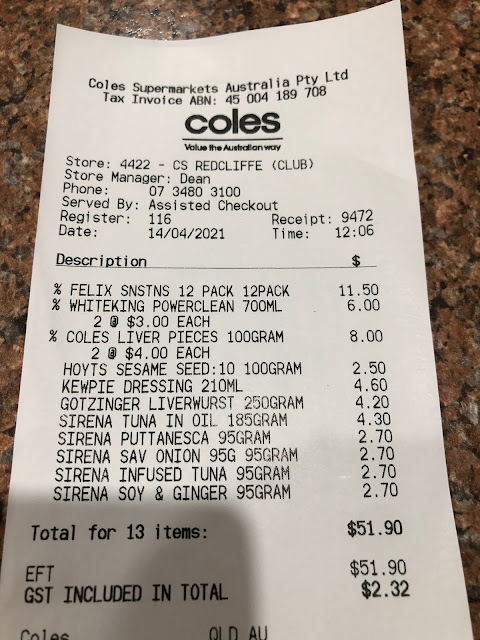 Coles Supermarkets Australia Pty Ltd
Tax Invoice ABN: 45 004 189 708
coles
Value the Australian way
Store: 4422 - CS REDCLIFFE (CLUB)
Store Manager: Dean
Phone: 07 3480 3100
Served By: Assisted Checkout
Register: 116 Receipt: 9472
Date: 14/04/2021 Time: 12:06
Description $
% FELIX SNSTNS 12 PACK 12PACK 11.50
% WHITEKING POWERCLEAN 700ML 6.00
2 @ $3.00 EACH
% COLES LIVER PIECES 100GRAM 8.00
2 @ $4.00 EACH
HOYTS SESAME SEED:10 100GRAM 2.50
KEWPIE DRESSING 210ML 4.60
GOTZINGER LIVERWURST 250GRAM 4.20
SIRENA TUNA IN OIL 185GRAM 4.30
SIRENA PUTTANESCA 95GRAM 2.70
SIRENA SAV ONION 95G 95GRAM 2.70
SIRENA INFUSED TUNA 95GRAM 2.70
SIRENA SOY & GINGER 95GRAM 2.70
Total for 13 items: $51.90
EFT $51.90
GST INCLUDED IN TOTAL $2.32
Coles QLD AU